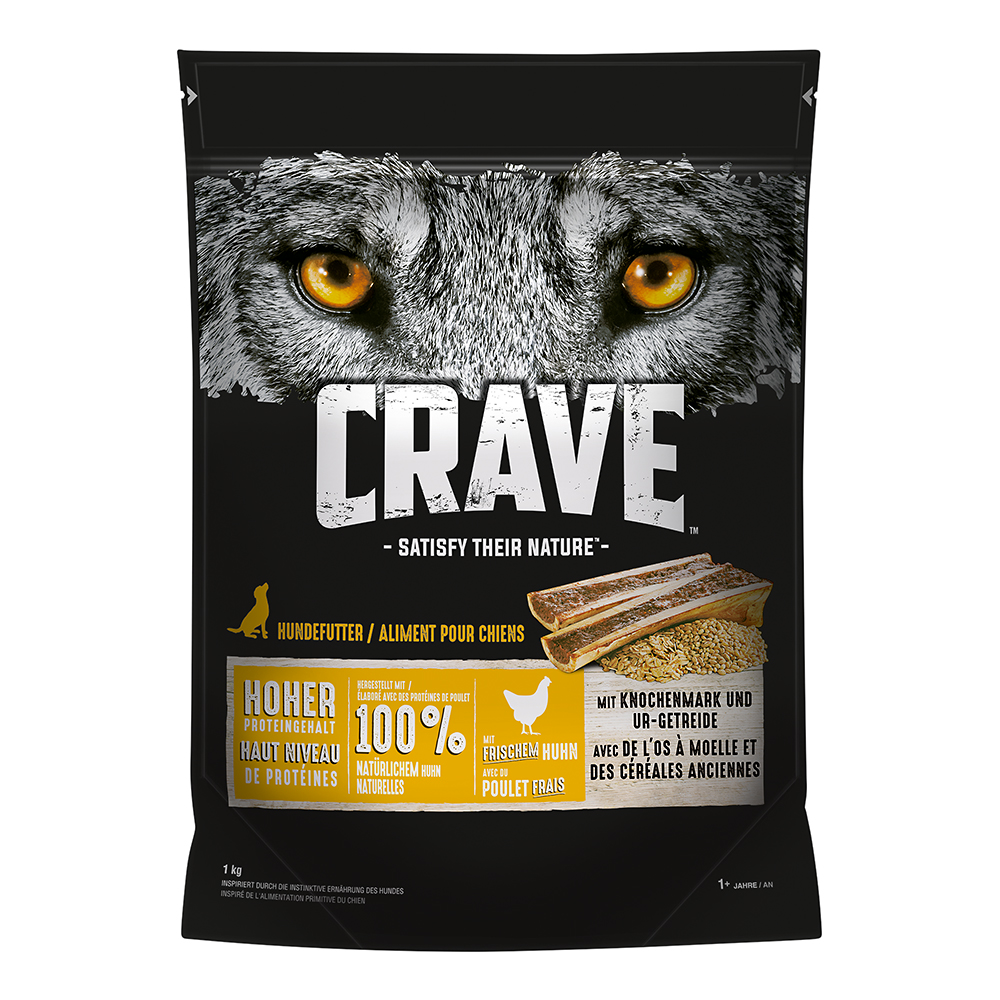 CRAVE
TM
- SATISFY THEIR NATURE™ -
HUNDEFUTTER / ALIMENT POUR CHIENS
HOHER
PROTEINGEHALT
HAUT NIVEAU
DE PROTÉINES
HERGESTELLT MIT /
ÉLABORÉ AVEC DES PROTÉINES DE POULET
100%
NATÜRLICHEM HUHN
NATURELLES
MIT
FRISCHEM HUHN
AVEC DU
POULET FRAIS
MIT KNOCHENMARK UND
UR-GETREIDE
AVEC DE L'OS À MOELLE ET
DES CÉRÉALES ANCIENNES
1 kg
INSPIRIERT DURCH DIE INSTINKTIVE ERNÄHRUNG DES HUNDES
INSPIRÉ DE L'ALIMENTATION PRIMITIVE DU CHIEN
1+ JAHRE / AN